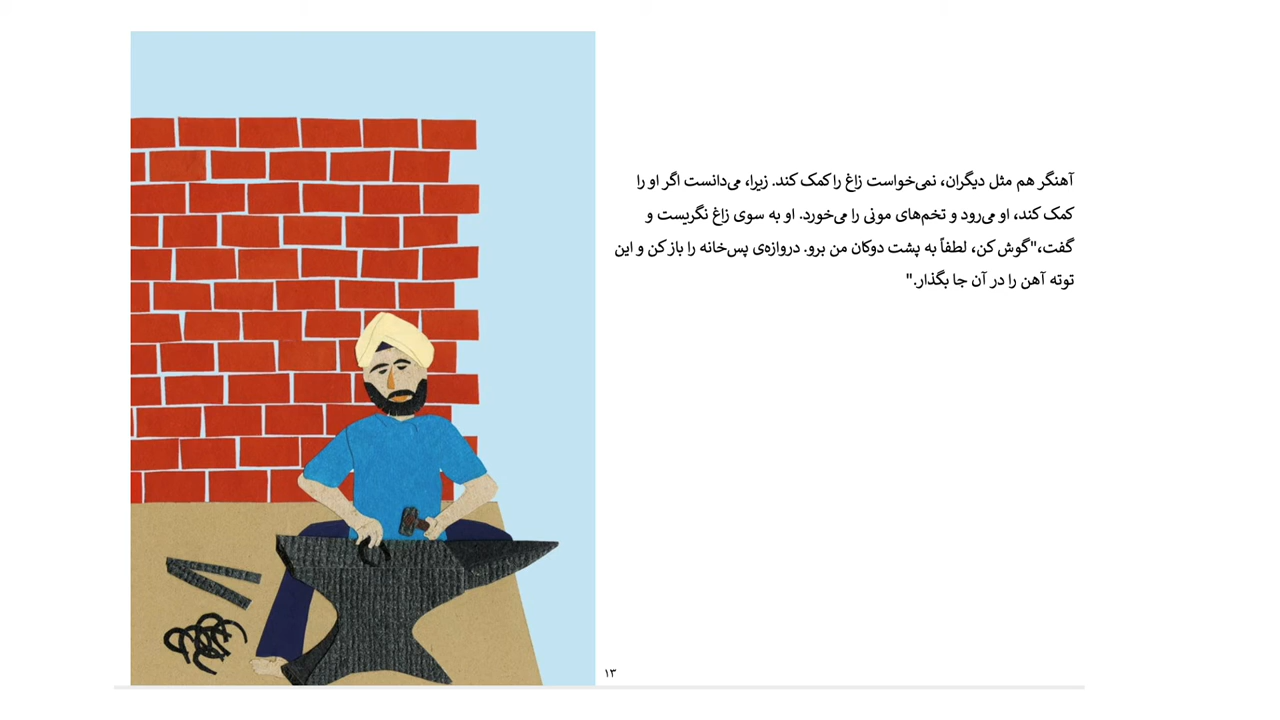 آهنگر هم مثل دیگران، نمی‌خواست زاغ را کمک کند. زیرا، می‌دانست اگر او را
کمک کند، او می‌رود و تخم‌های مونی را می‌خورد. او به سوی زاغ نگریست و
گفت،"گوش کن، لطفاً به پشت دوکان من برو. دروازه‌ی پس‌خانه را باز کن و این
توته آهن را در آن جا بگذار."
۱۳